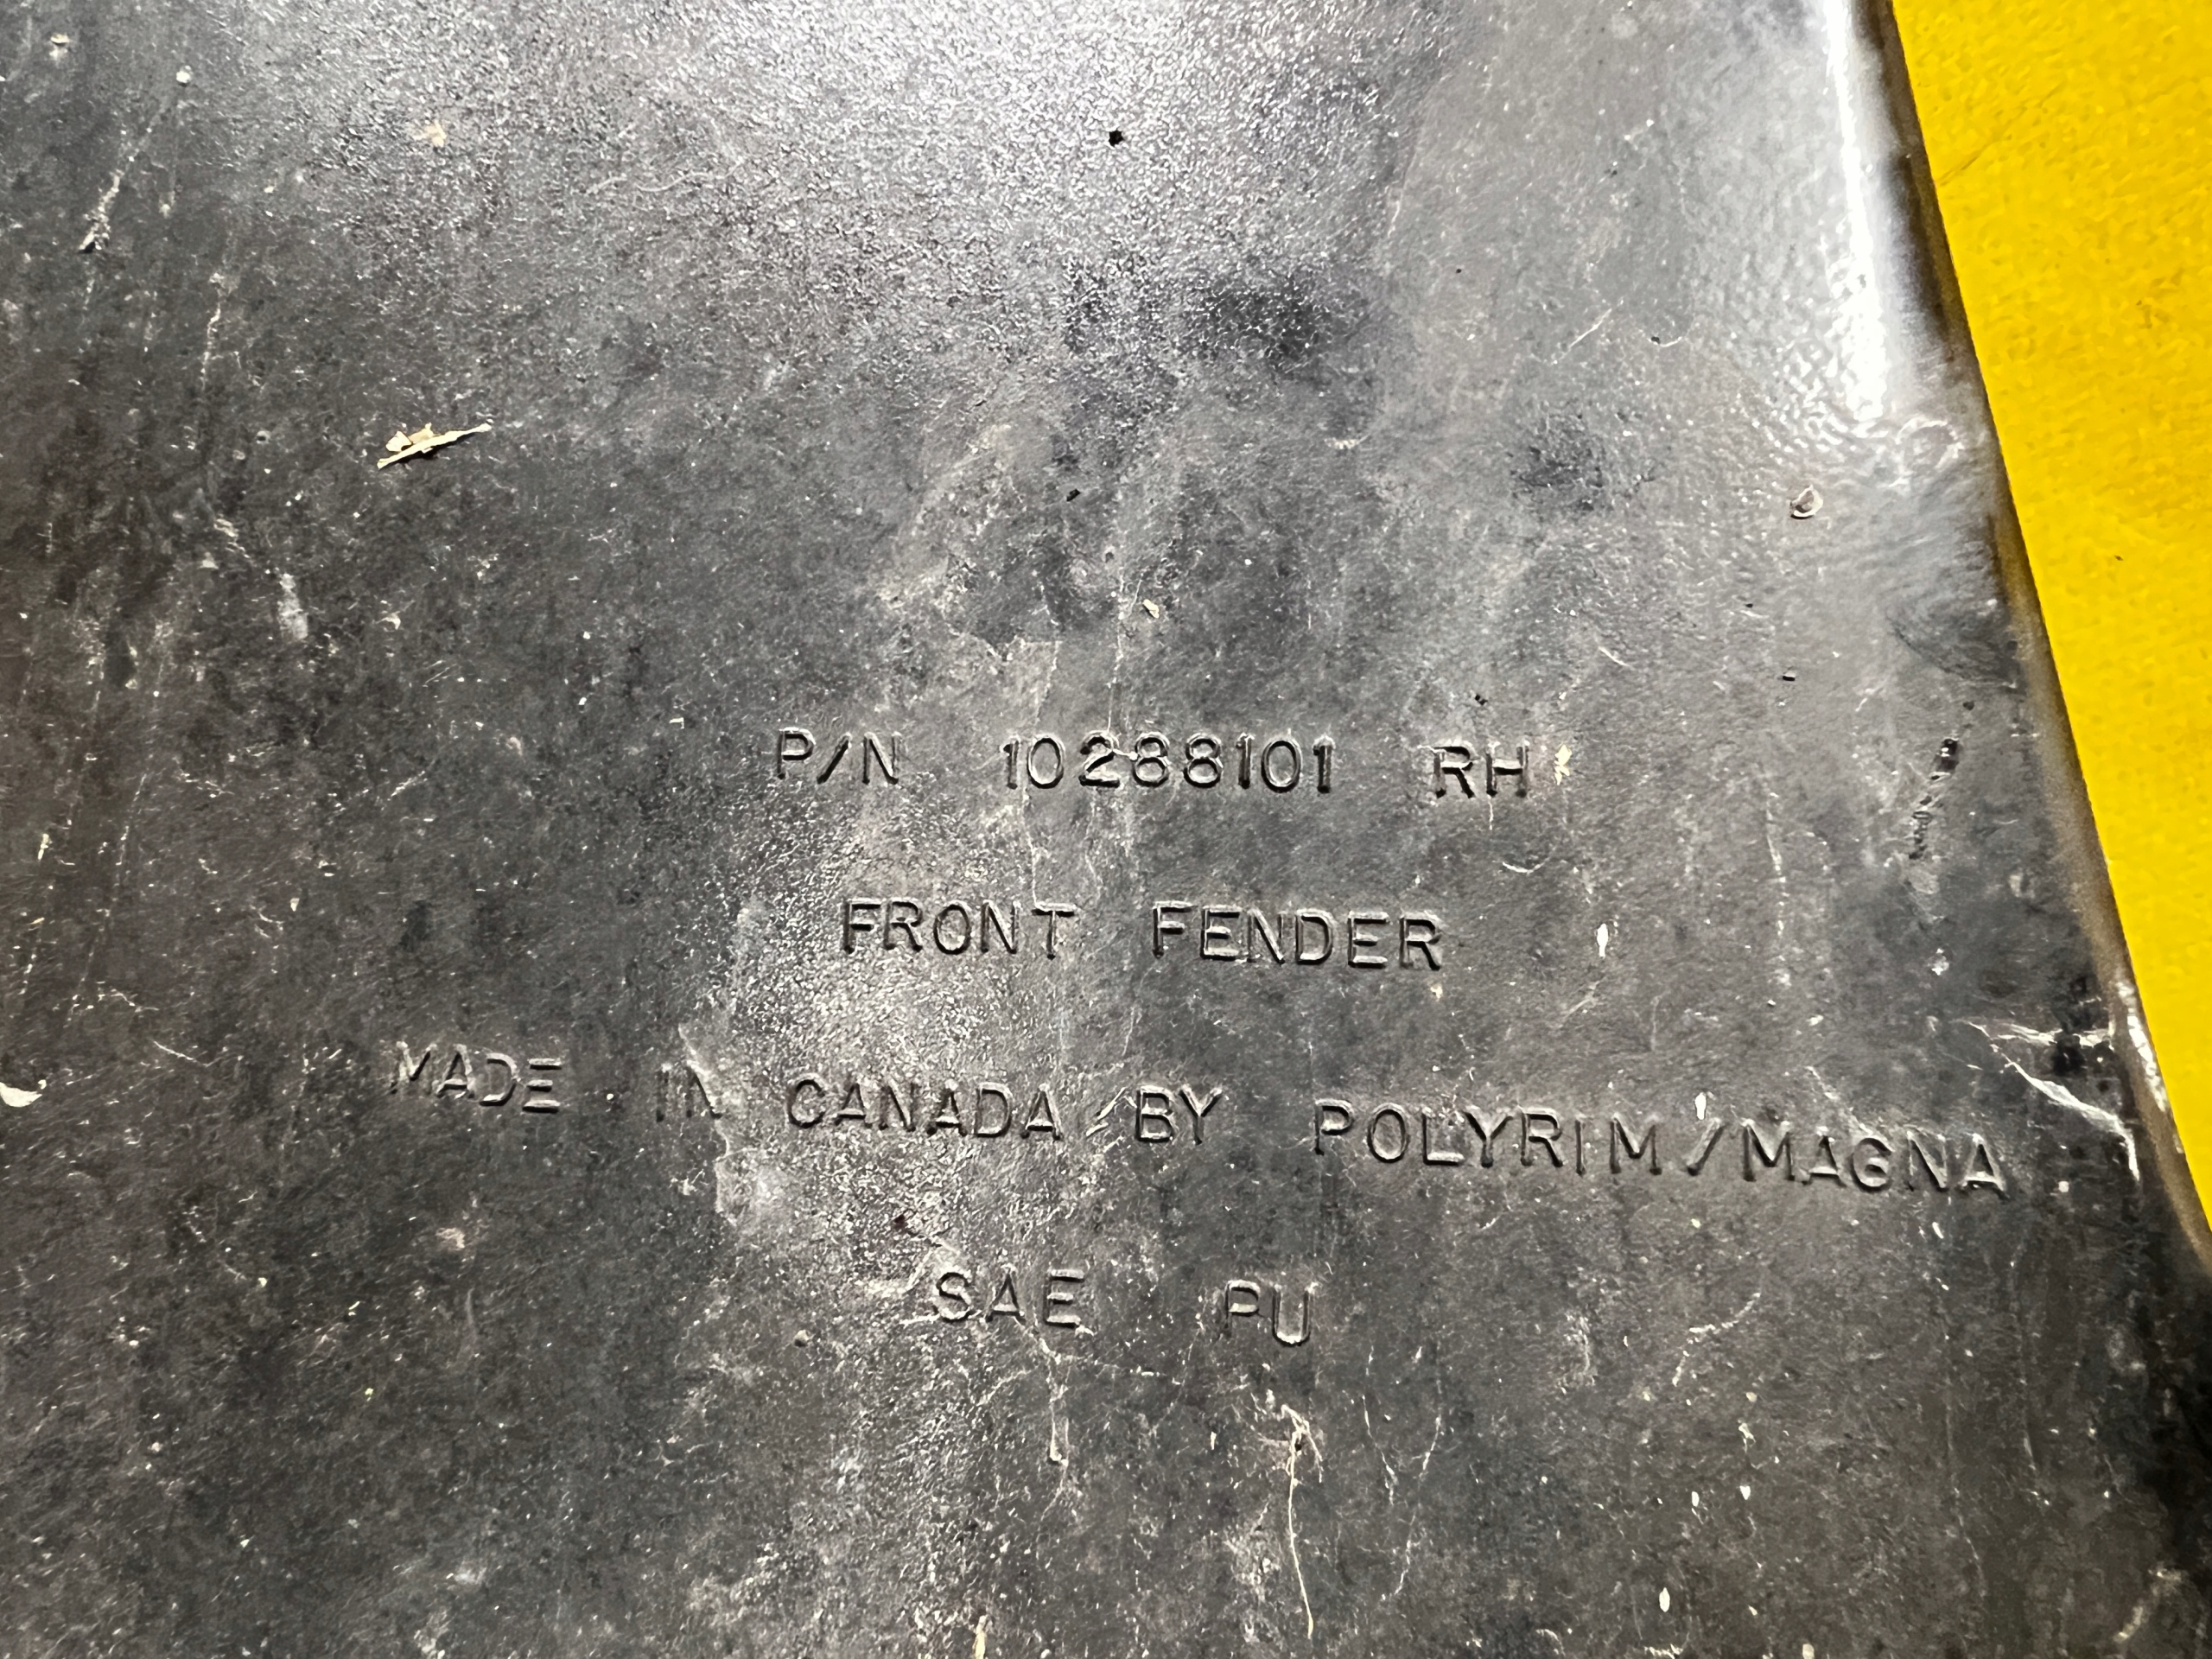 P/N 10288101 RH
FRONT FENDER
MADE IN CANADA BY POLYRIM/MAGNA
SAE PU